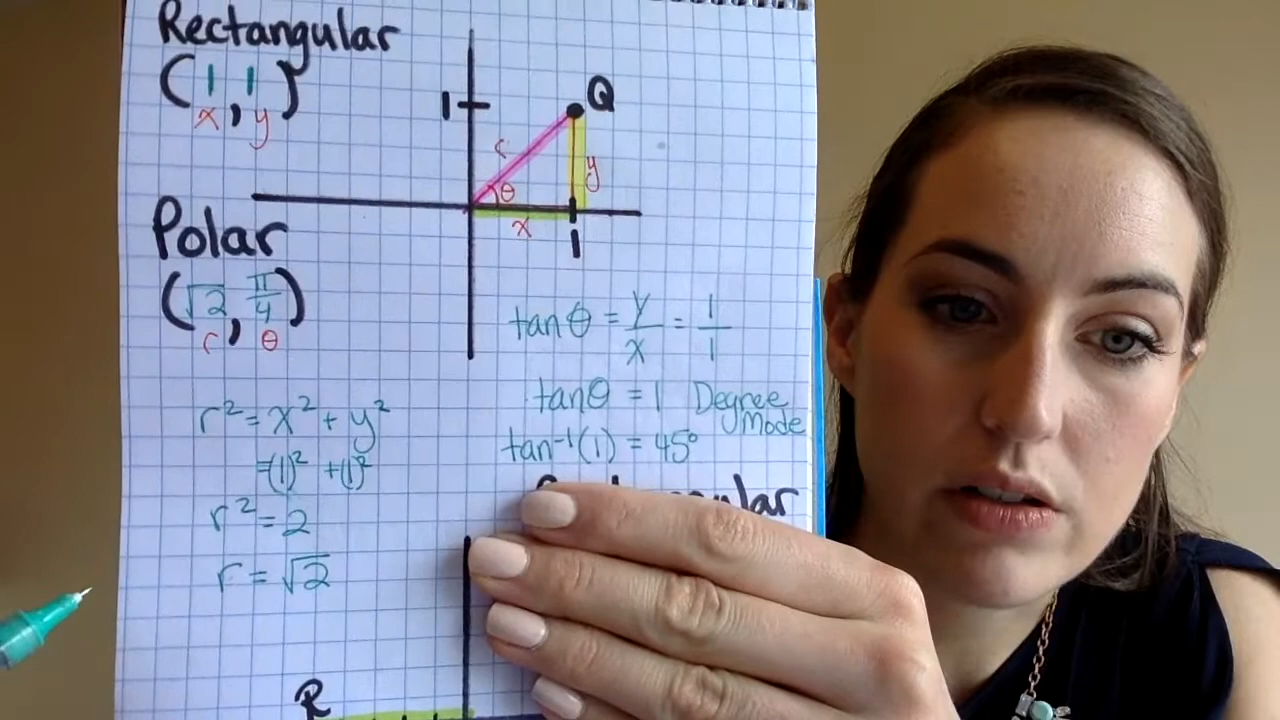 Rectangular
(1, 1)
x y
1
Q
r
θ
y
x
1
Polar
(√2, π/4)
r θ
tan θ = y/x = 1/1
tan θ = 1 Degree Mode
tan⁻¹(1) = 45°
r² = x² + y²
=(1)² +(1)²
r² = 2
r = √2
R